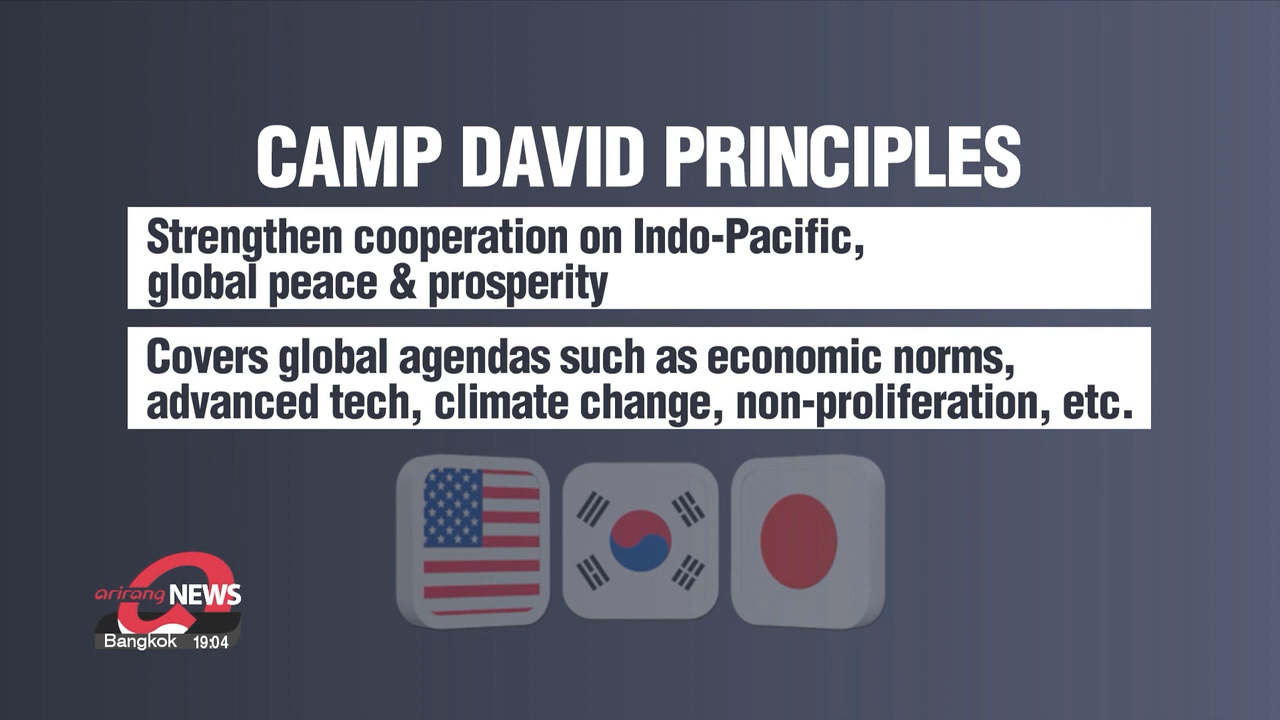 CAMP DAVID PRINCIPLES
Strengthen cooperation on Indo-Pacific,
global peace & prosperity
Covers global agendas such as economic norms,
advanced tech, climate change, non-proliferation, etc.
arirang NEWS
Bangkok 19:04